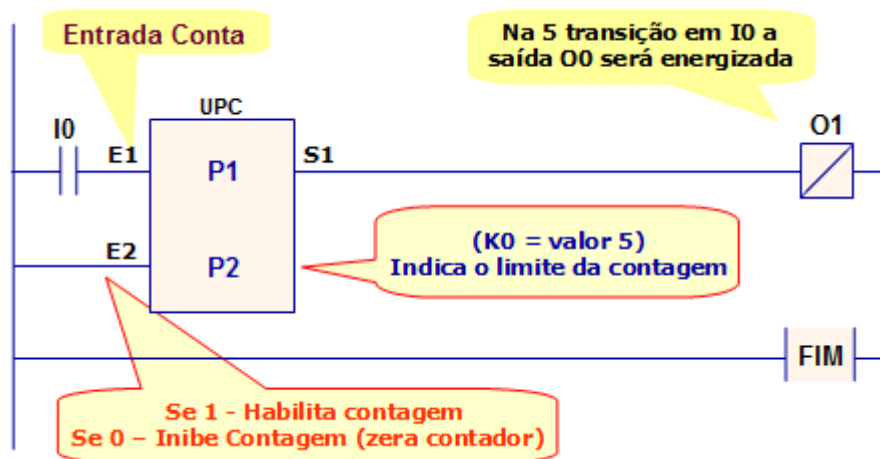 Entrada Conta
Na 5 transição em I0 a
saída O0 será energizada
UPC
I0
E1
P1
S1
O1
E2
P2
(K0 = valor 5)
Indica o limite da contagem
FIM
Se 1 - Habilita contagem
Se 0 – Inibe Contagem (zera contador)